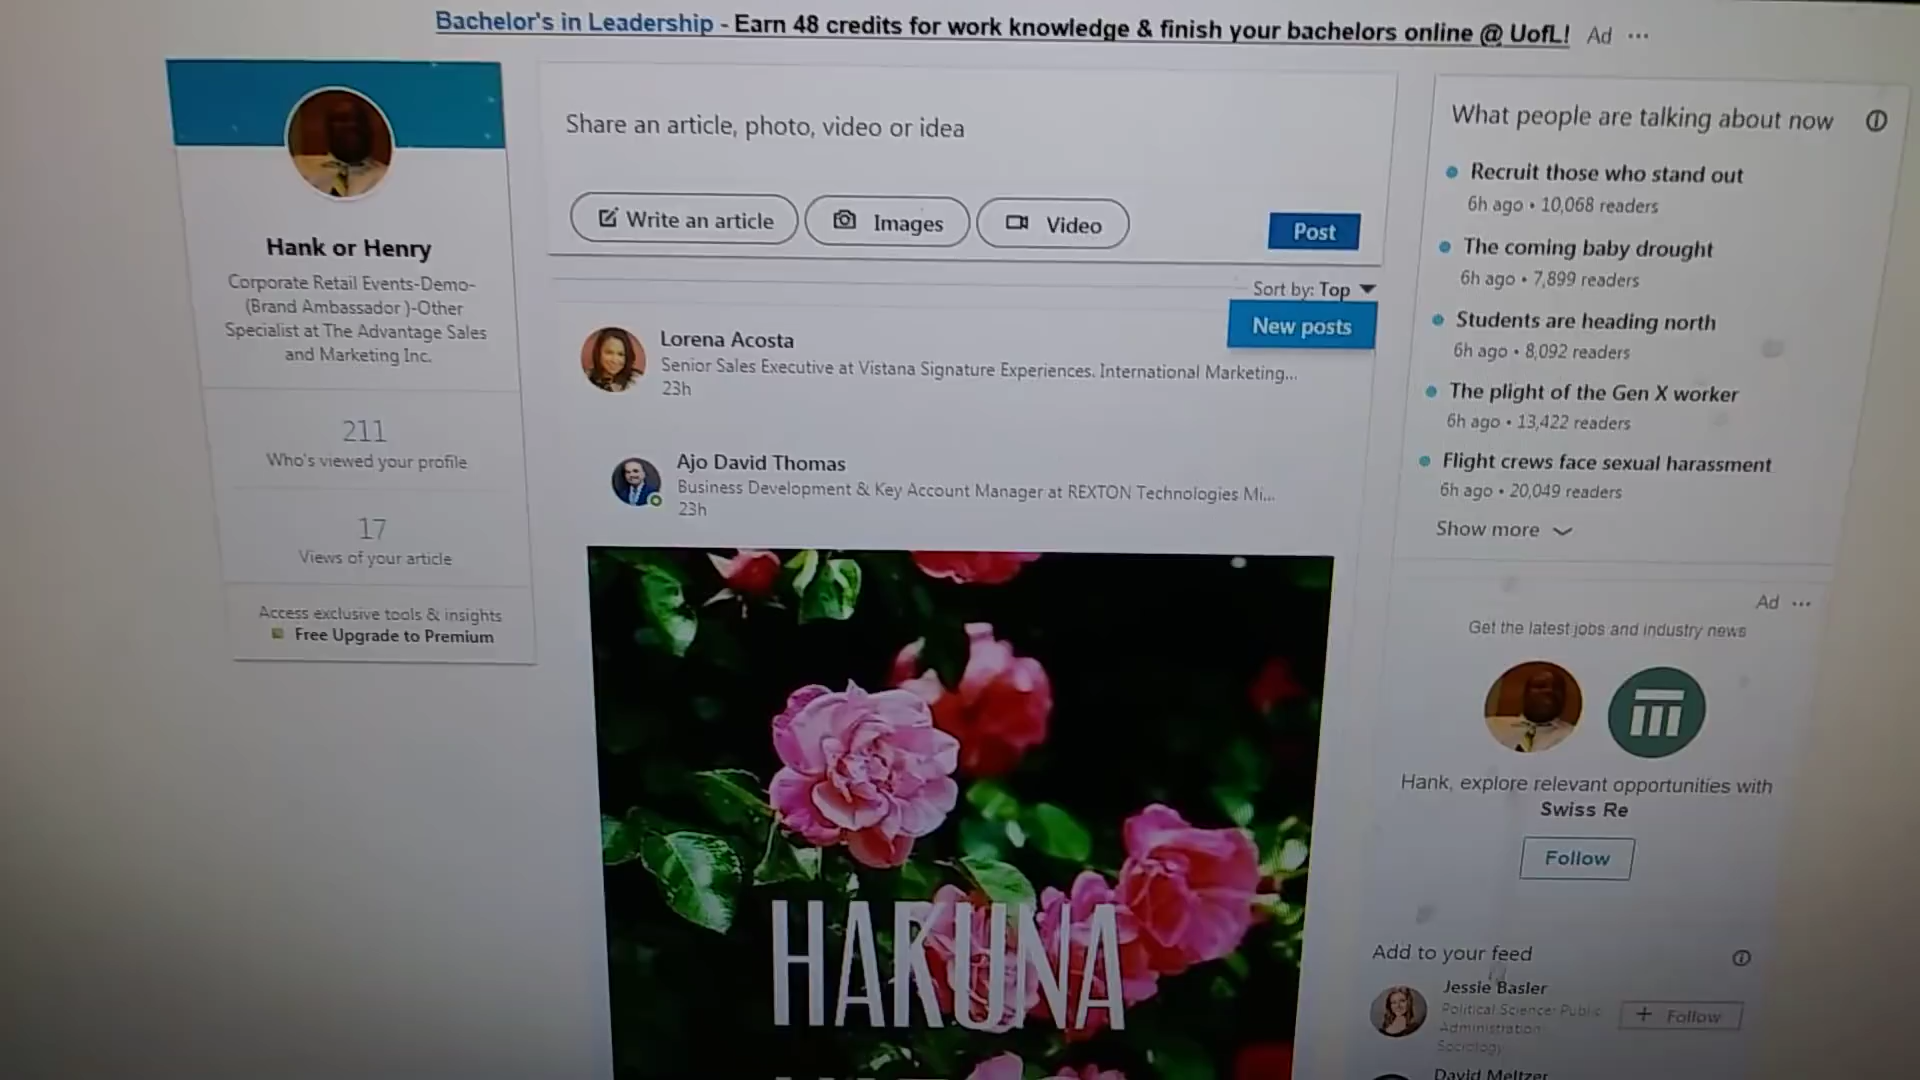 Bachelor's in Leadership - Earn 48 credits for work knowledge & finish your bachelors online @ UofL! Ad ...
Hank or Henry
Corporate Retail Events-Demo-
(Brand Ambassador )-Other
Specialist at The Advantage Sales
and Marketing Inc.
211
Who's viewed your profile
17
Views of your article
Access exclusive tools & insights
Free Upgrade to Premium
Share an article, photo, video or idea
Write an article
Images
Video
Post
Sort by: Top
New posts
Lorena Acosta
Senior Sales Executive at Vistana Signature Experiences. International Marketing...
23h
Ajo David Thomas
Business Development & Key Account Manager at REXTON Technologies Mi...
23h
HAKUNA
What people are talking about now
Recruit those who stand out
6h ago • 10,068 readers
The coming baby drought
6h ago • 7,899 readers
Students are heading north
6h ago • 8,092 readers
The plight of the Gen X worker
6h ago • 13,422 readers
Flight crews face sexual harassment
6h ago • 20,049 readers
Show more
Ad ...
Get the latest jobs and industry news
Hank, explore relevant opportunities with
Swiss Re
Follow
Add to your feed
Jessie Basler
Political Science: Public
Administration
Sociology
+ Follow
David Meltzer